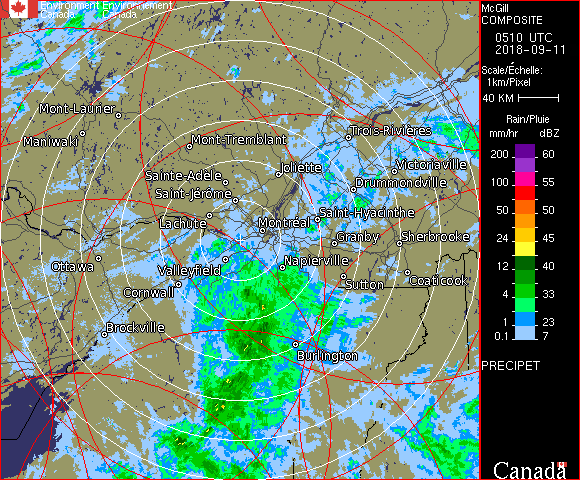 Environment Environnement
Canada Canada
Mont-Laurier
Maniwaki
Mont-Tremblant
Trois-Rivières
Joliette
Victoriaville
Sainte-Adèle
Drummondville
Saint-Jérôme
Lachute
Saint-Hyacinthe
Montréal
Granby
Sherbrooke
Ottawa
Valleyfield
Napierville
Coaticook
Sutton
Cornwall
Brockville
Burlington
McGill
COMPOSITE
0510 UTC
2018-09-11
Scale/Échelle:
1km/Pixel
40 KM
Rain/Pluie
mm/hr dBZ
200 60
100 55
50 50
24 45
12 40
4 33
1 23
0.1 7
PRECIPET
Canada